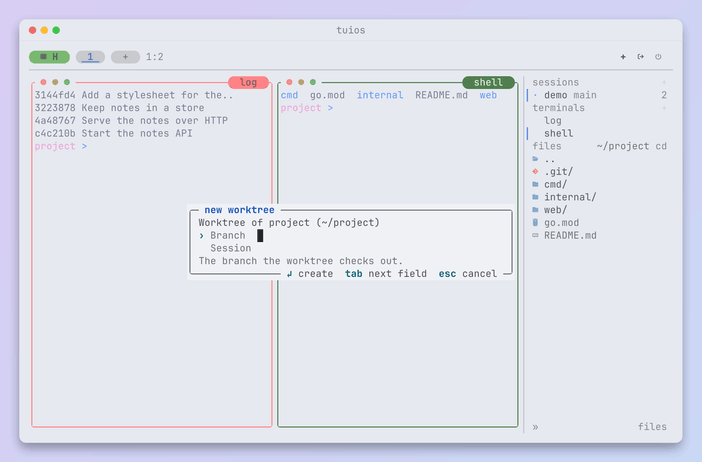 tuios
H 1 + 1:2
log
3144fd4 Add a stylesheet for the..
3223878 Keep notes in a store
4a48767 Serve the notes over HTTP
c4c210b Start the notes API
project >
shell
cmd go.mod internal README.md web
project >
new worktree
Worktree of project (~/project)
› Branch
Session
The branch the worktree checks out.
↲ create tab next field esc cancel
sessions
· demo main 2
terminals
log
shell
files ~/project cd
..
.git/
cmd/
internal/
web/
go.mod
README.md
» files